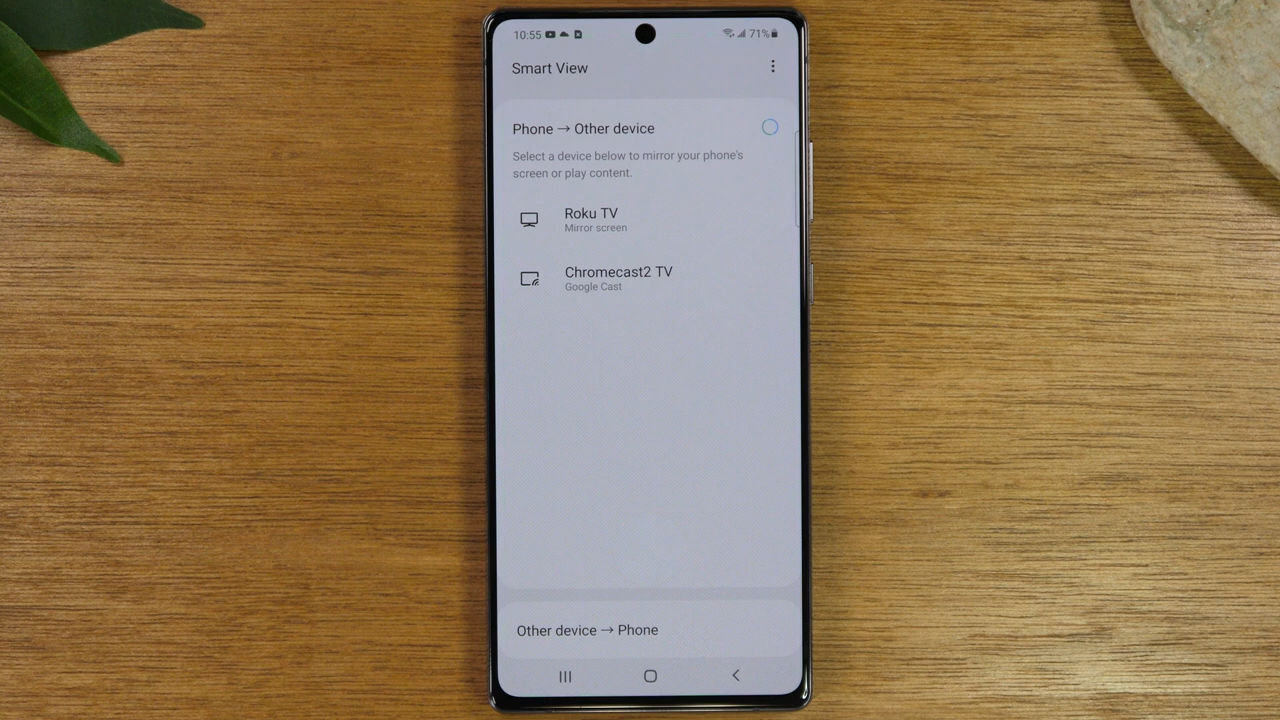 10:55
71%
Smart View
Phone → Other device
Select a device below to mirror your phone's
screen or play content.
Roku TV
Mirror screen
Chromecast2 TV
Google Cast
Other device → Phone